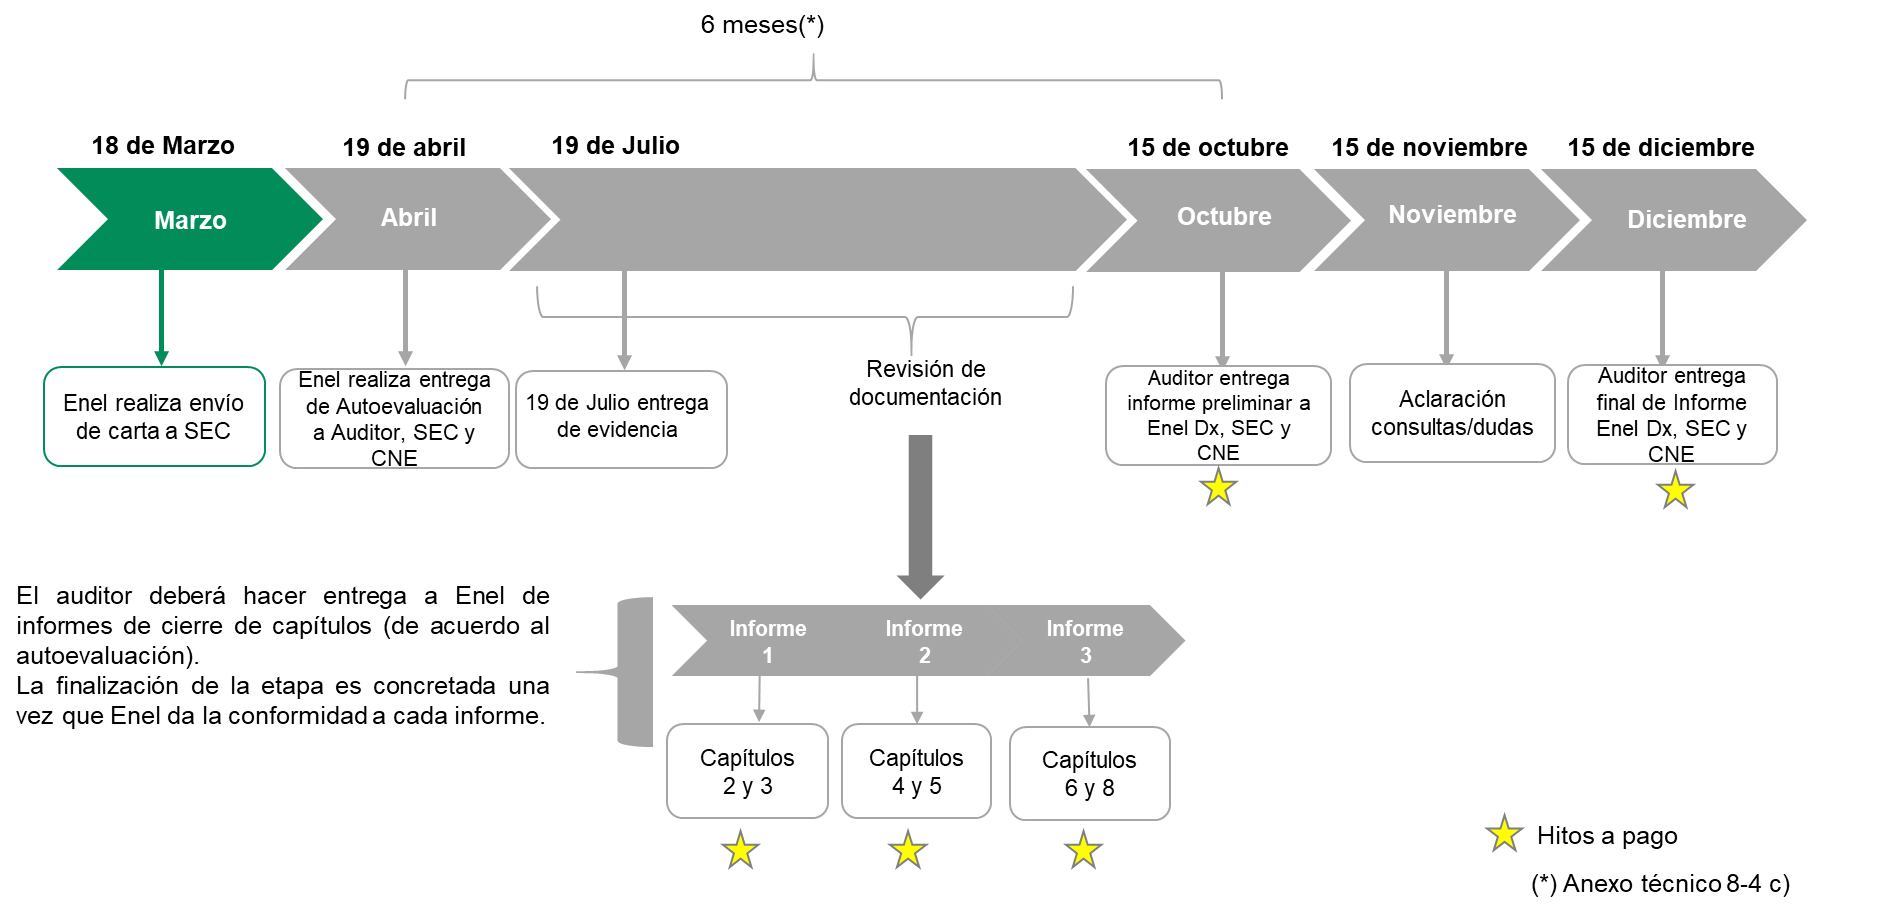 6 meses(*)
18 de Marzo
19 de abril
19 de Julio
15 de octubre
15 de noviembre
15 de diciembre
Marzo
Abril
Octubre
Noviembre
Diciembre
Enel realiza envío
de carta a SEC
Enel realiza entrega
de Autoevaluación
a Auditor, SEC y
CNE
19 de Julio entrega
de evidencia
Revisión de
documentación
Auditor entrega
informe preliminar a
Enel Dx, SEC y
CNE
Aclaración
consultas/dudas
Auditor entrega
final de Informe
Enel Dx, SEC y
CNE
El auditor deberá hacer entrega a Enel de
informes de cierre de capítulos (de acuerdo al
autoevaluación).
La finalización de la etapa es concretada una
vez que Enel da la conformidad a cada informe.
Informe
1
Informe
2
Informe
3
Capítulos
2 y 3
Capítulos
4 y 5
Capítulos
6 y 8
Hitos a pago
(*) Anexo técnico 8-4 c)